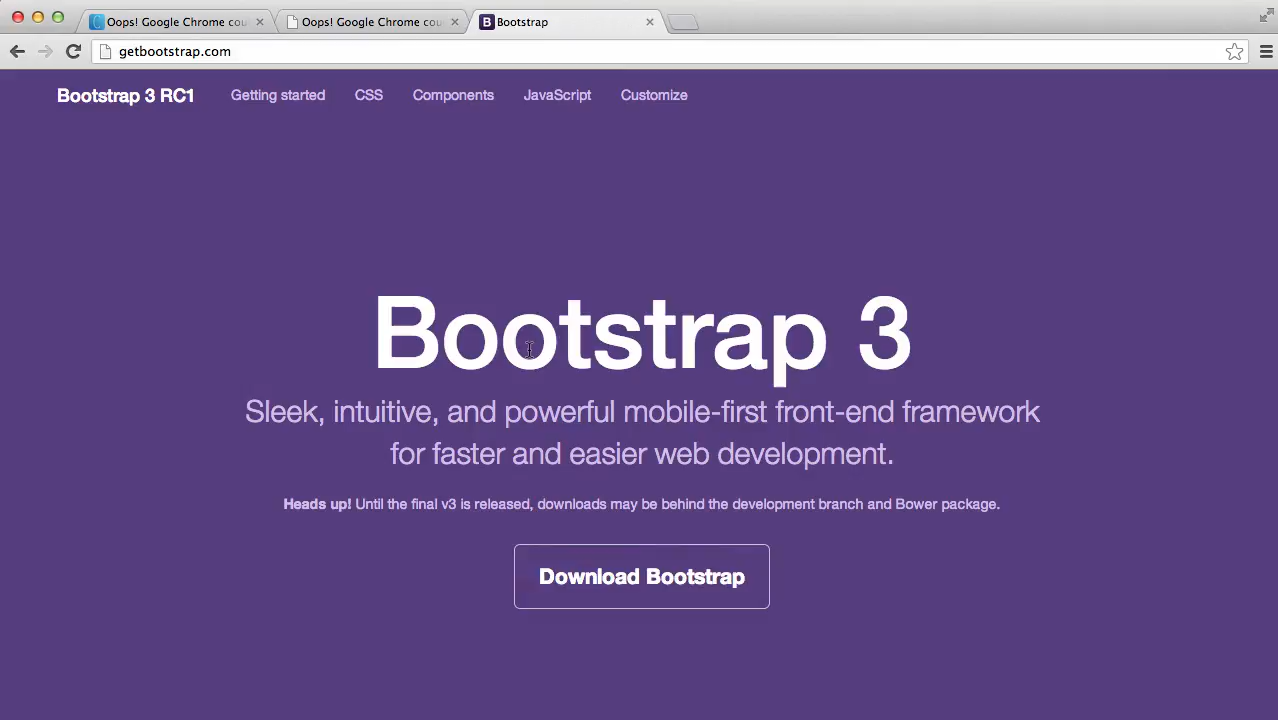 Oops! Google Chrome cou
Oops! Google Chrome cou
B Bootstrap
getbootstrap.com
Bootstrap 3 RC1 Getting started CSS Components JavaScript Customize
Bootstrap 3
Sleek, intuitive, and powerful mobile-first front-end framework
for faster and easier web development.
Heads up! Until the final v3 is released, downloads may be behind the development branch and Bower package.
Download Bootstrap